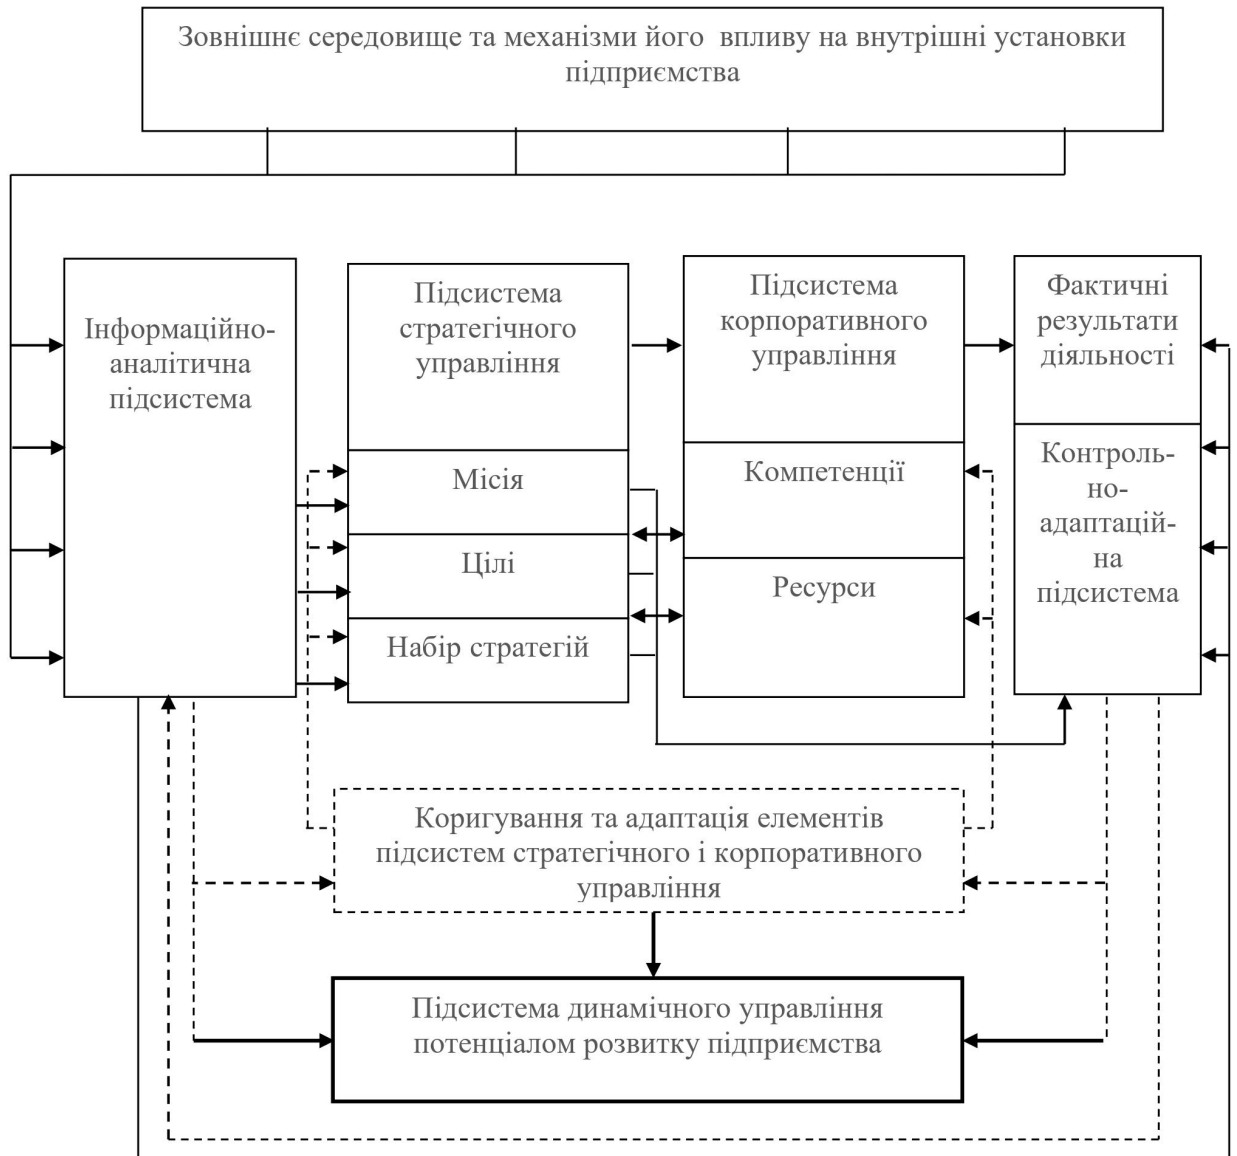 Зовнішнє середовище та механізми його впливу на внутрішні установки
підприємства
Інформаційно-
аналітична
підсистема
Підсистема
стратегічного
управління
Місія
Цілі
Набір стратегій
Підсистема
корпоративного
управління
Компетенції
Ресурси
Фактичні
результати
діяльності
Контроль-
но-
адаптацій-
на
підсистема
Коригування та адаптація елементів
підсистем стратегічного і корпоративного
управління
Підсистема динамічного управління
потенціалом розвитку підприємства